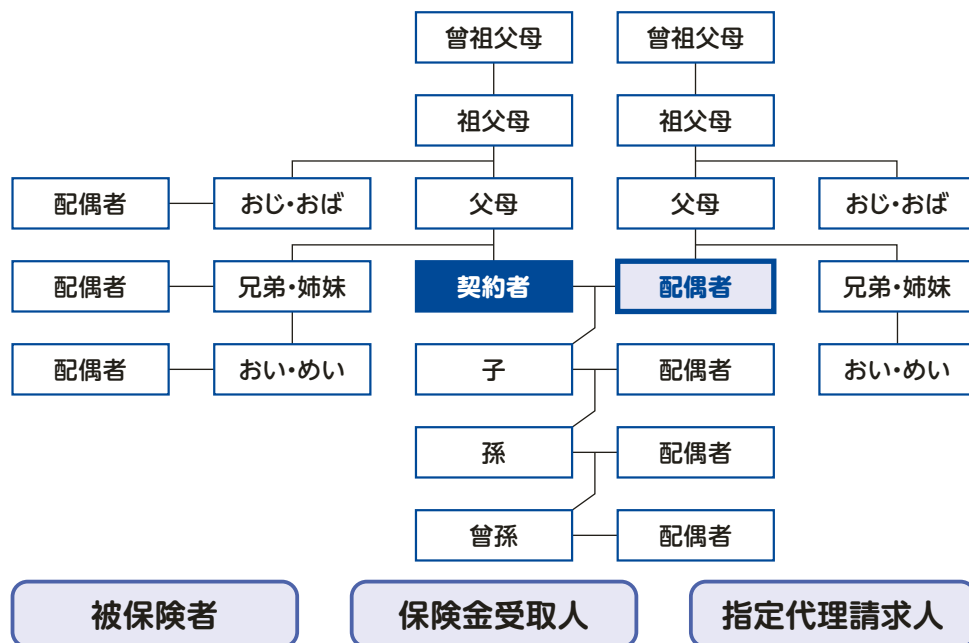 曾祖父母 曾祖父母
祖父母 祖父母
配偶者 おじ・おば 父母 父母 おじ・おば
配偶者 兄弟・姉妹 契約者 配偶者 兄弟・姉妹
配偶者 おい・めい 子 配偶者 おい・めい
孫 配偶者
曾孫 配偶者
被保険者 保険金受取人 指定代理請求人